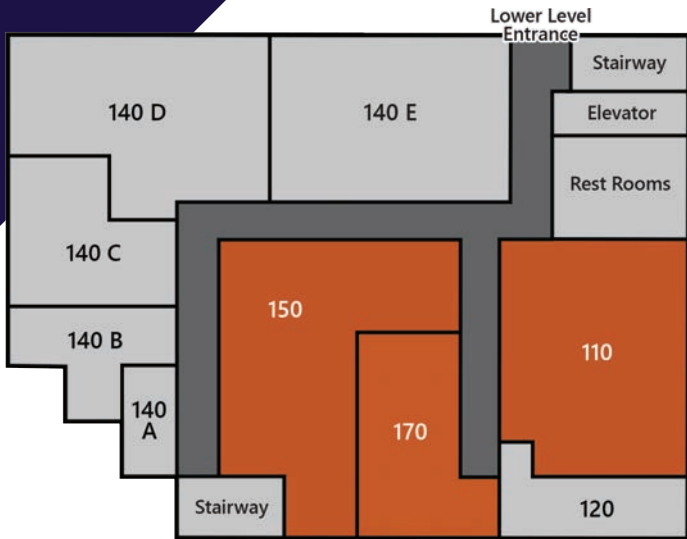 Lower Level
Entrance
Stairway
140 D
140 E
Elevator
Rest Rooms
140 C
150
140 B
110
140
A
170
Stairway
120